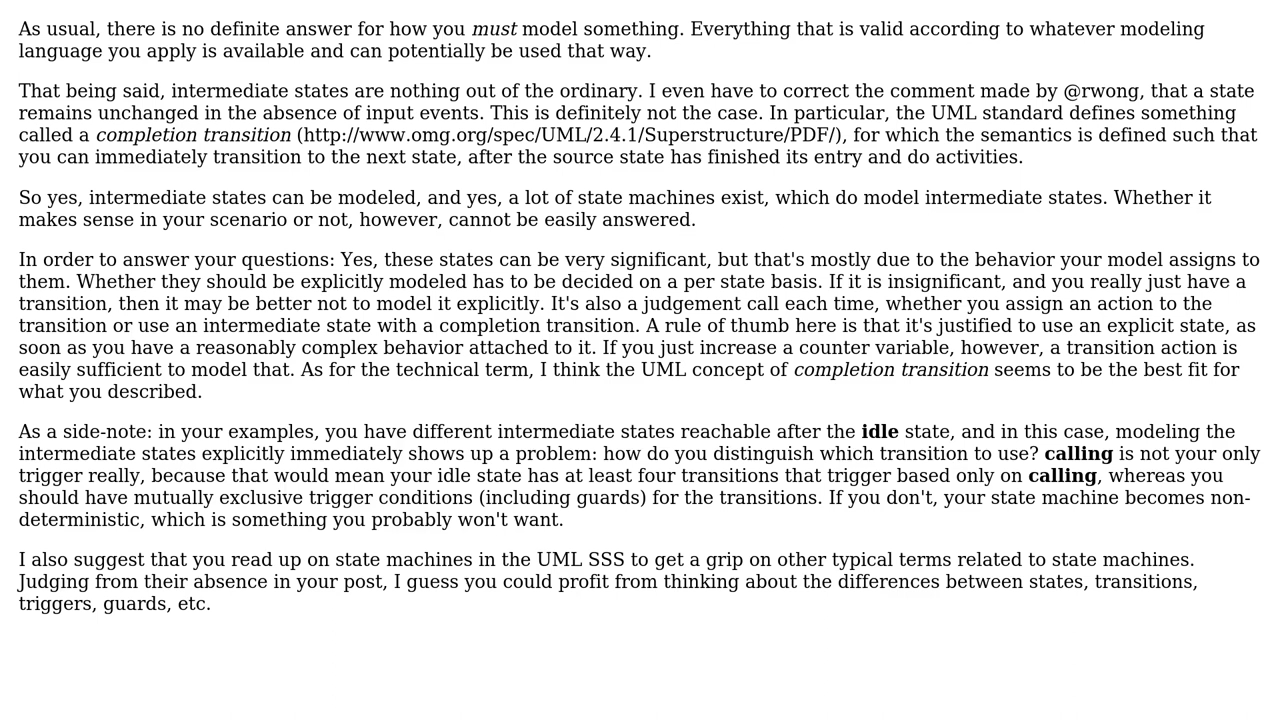 As usual, there is no definite answer for how you must model something. Everything that is valid according to whatever modeling
language you apply is available and can potentially be used that way.
That being said, intermediate states are nothing out of the ordinary. I even have to correct the comment made by @rwong, that a state
remains unchanged in the absence of input events. This is definitely not the case. In particular, the UML standard defines something
called a completion transition (http://www.omg.org/spec/UML/2.4.1/Superstructure/PDF/), for which the semantics is defined such that
you can immediately transition to the next state, after the source state has finished its entry and do activities.
So yes, intermediate states can be modeled, and yes, a lot of state machines exist, which do model intermediate states. Whether it
makes sense in your scenario or not, however, cannot be easily answered.
In order to answer your questions: Yes, these states can be very significant, but that's mostly due to the behavior your model assigns to
them. Whether they should be explicitly modeled has to be decided on a per state basis. If it is insignificant, and you really just have a
transition, then it may be better not to model it explicitly. It's also a judgement call each time, whether you assign an action to the
transition or use an intermediate state with a completion transition. A rule of thumb here is that it's justified to use an explicit state, as
soon as you have a reasonably complex behavior attached to it. If you just increase a counter variable, however, a transition action is
easily sufficient to model that. As for the technical term, I think the UML concept of completion transition seems to be the best fit for
what you described.
As a side-note: in your examples, you have different intermediate states reachable after the idle state, and in this case, modeling the
intermediate states explicitly immediately shows up a problem: how do you distinguish which transition to use? calling is not your only
trigger really, because that would mean your idle state has at least four transitions that trigger based only on calling, whereas you
should have mutually exclusive trigger conditions (including guards) for the transitions. If you don't, your state machine becomes non-
deterministic, which is something you probably won't want.
I also suggest that you read up on state machines in the UML SSS to get a grip on other typical terms related to state machines.
Judging from their absence in your post, I guess you could profit from thinking about the differences between states, transitions,
triggers, guards, etc.